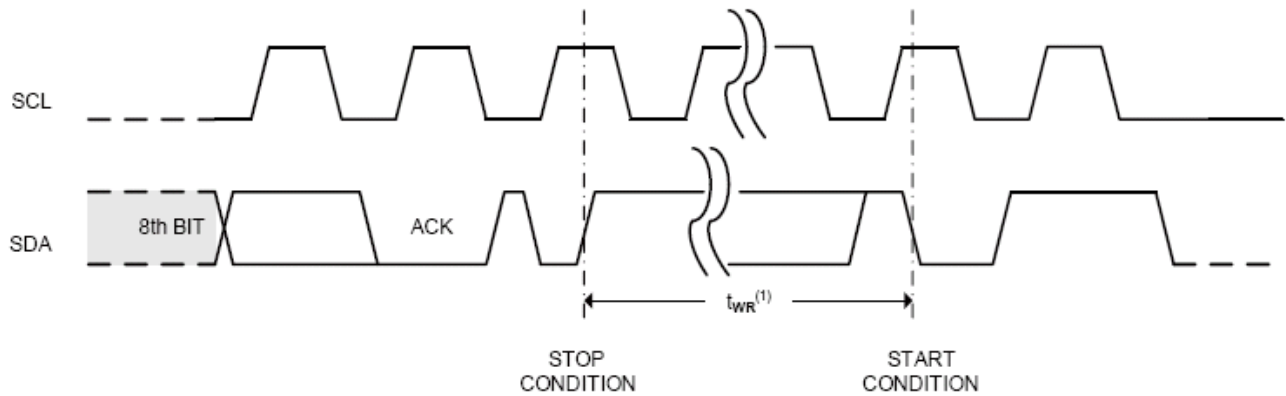 SCL
8th BIT
ACK
SDA
tWR(1)
STOP
CONDITION
START
CONDITION